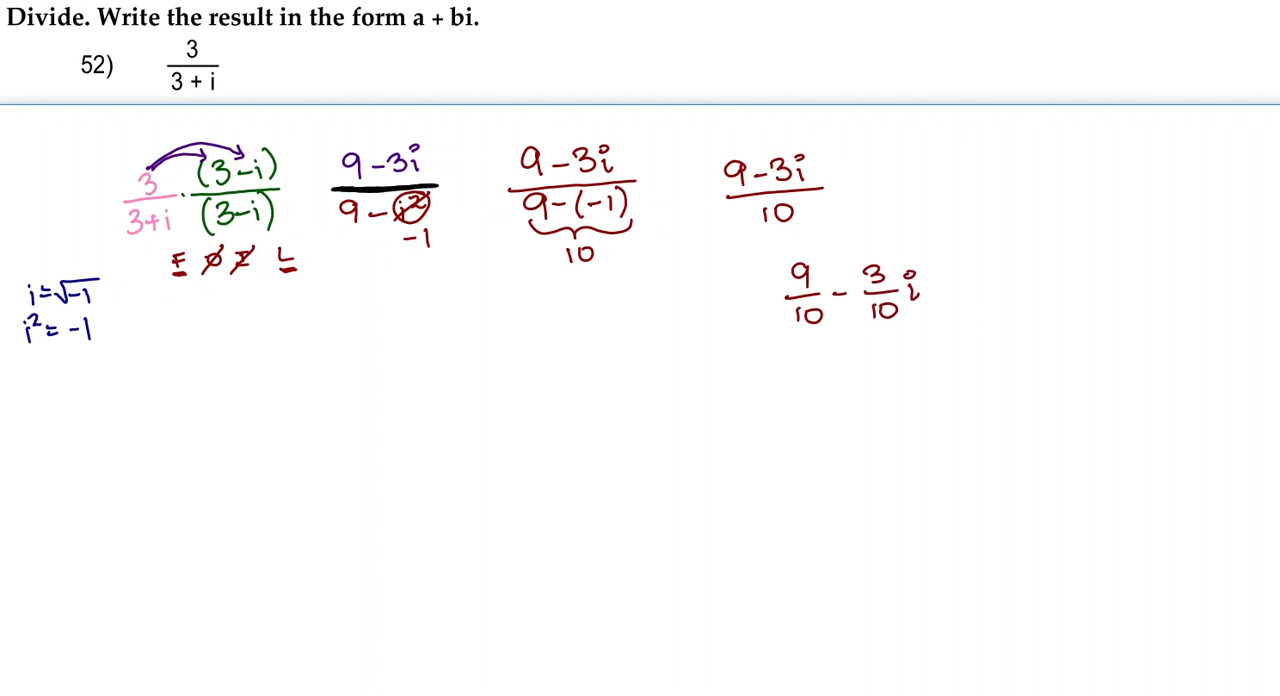 Divide. Write the result in the form a + bi.
52) 3/(3 + i)
3/(3+i) · (3-i)/(3-i)
F O I L
(9-3i)/(9-i²)
-1
(9-3i)/(9-(-1))
10
(9-3i)/10
9/10 - 3/10 i
i=√-1
i²= -1